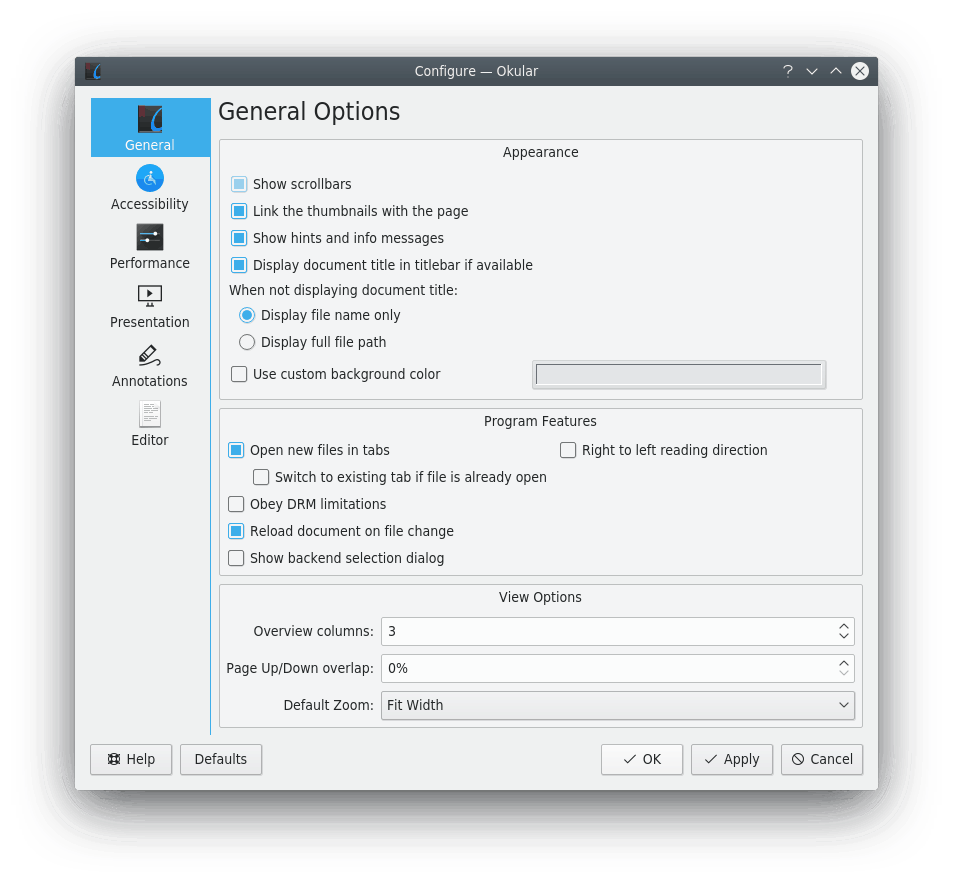 Configure — Okular
General
Accessibility
Performance
Presentation
Annotations
Editor
General Options
Appearance
Show scrollbars
Link the thumbnails with the page
Show hints and info messages
Display document title in titlebar if available
When not displaying document title:
Display file name only
Display full file path
Use custom background color
Program Features
Open new files in tabs
Right to left reading direction
Switch to existing tab if file is already open
Obey DRM limitations
Reload document on file change
Show backend selection dialog
View Options
Overview columns: 3
Page Up/Down overlap: 0%
Default Zoom: Fit Width
Help
Defaults
OK
Apply
Cancel